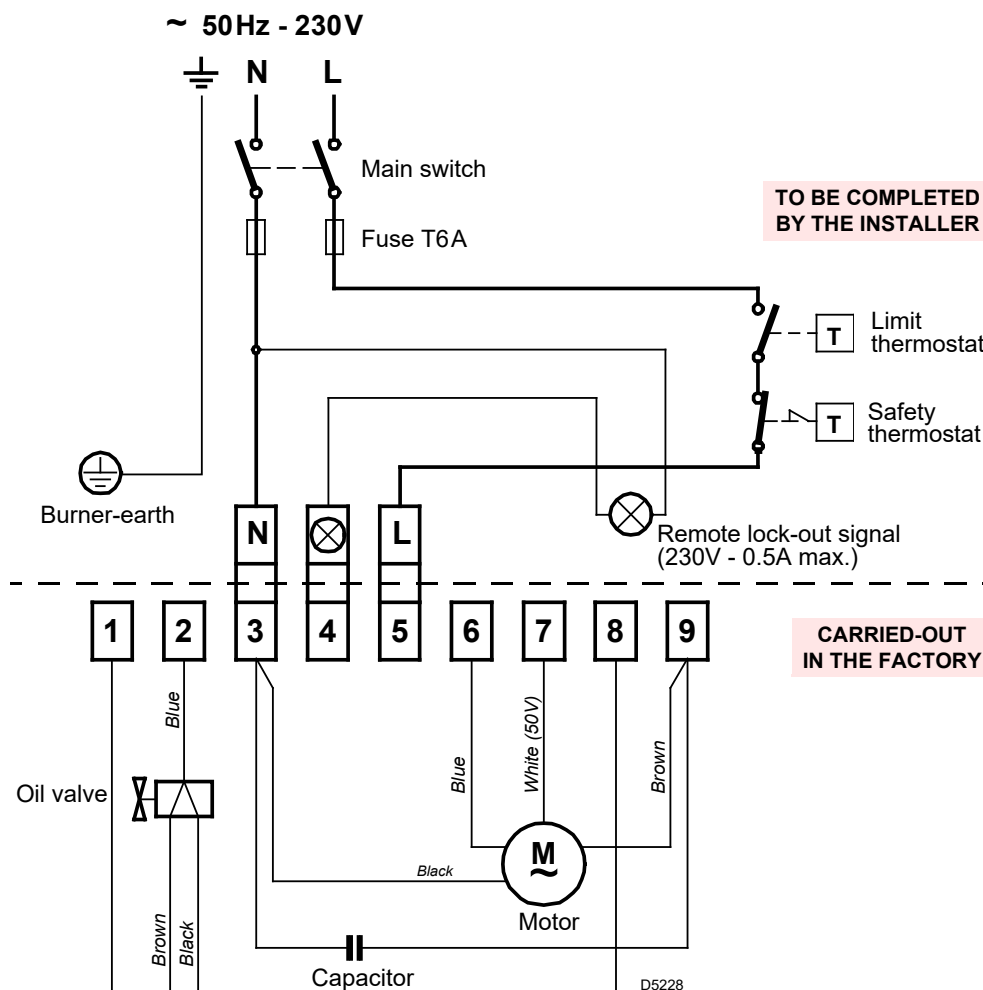 ~ 50Hz - 230V
N L
Main switch
TO BE COMPLETED
BY THE INSTALLER
Fuse T6A
T
Limit
thermostat
T
Safety
thermostat
Burner-earth
N
L
Remote lock-out signal
(230V - 0.5A max.)
1 2 3 4 5 6 7 8 9
CARRIED-OUT
IN THE FACTORY
Blue
Blue
White (50V)
Brown
Oil valve
M
~
Black
Motor
Brown
Black
Capacitor
D5228